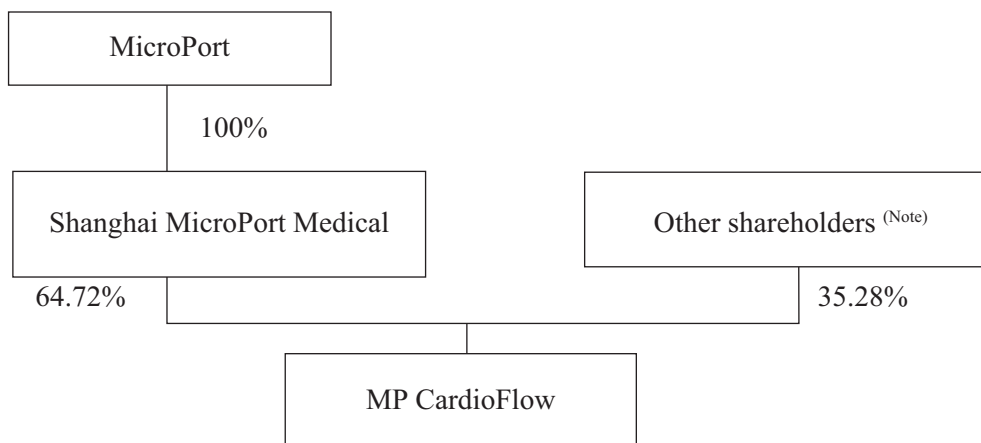 MicroPort
100%
Shanghai MicroPort Medical
Other shareholders (Note)
64.72%
35.28%
MP CardioFlow